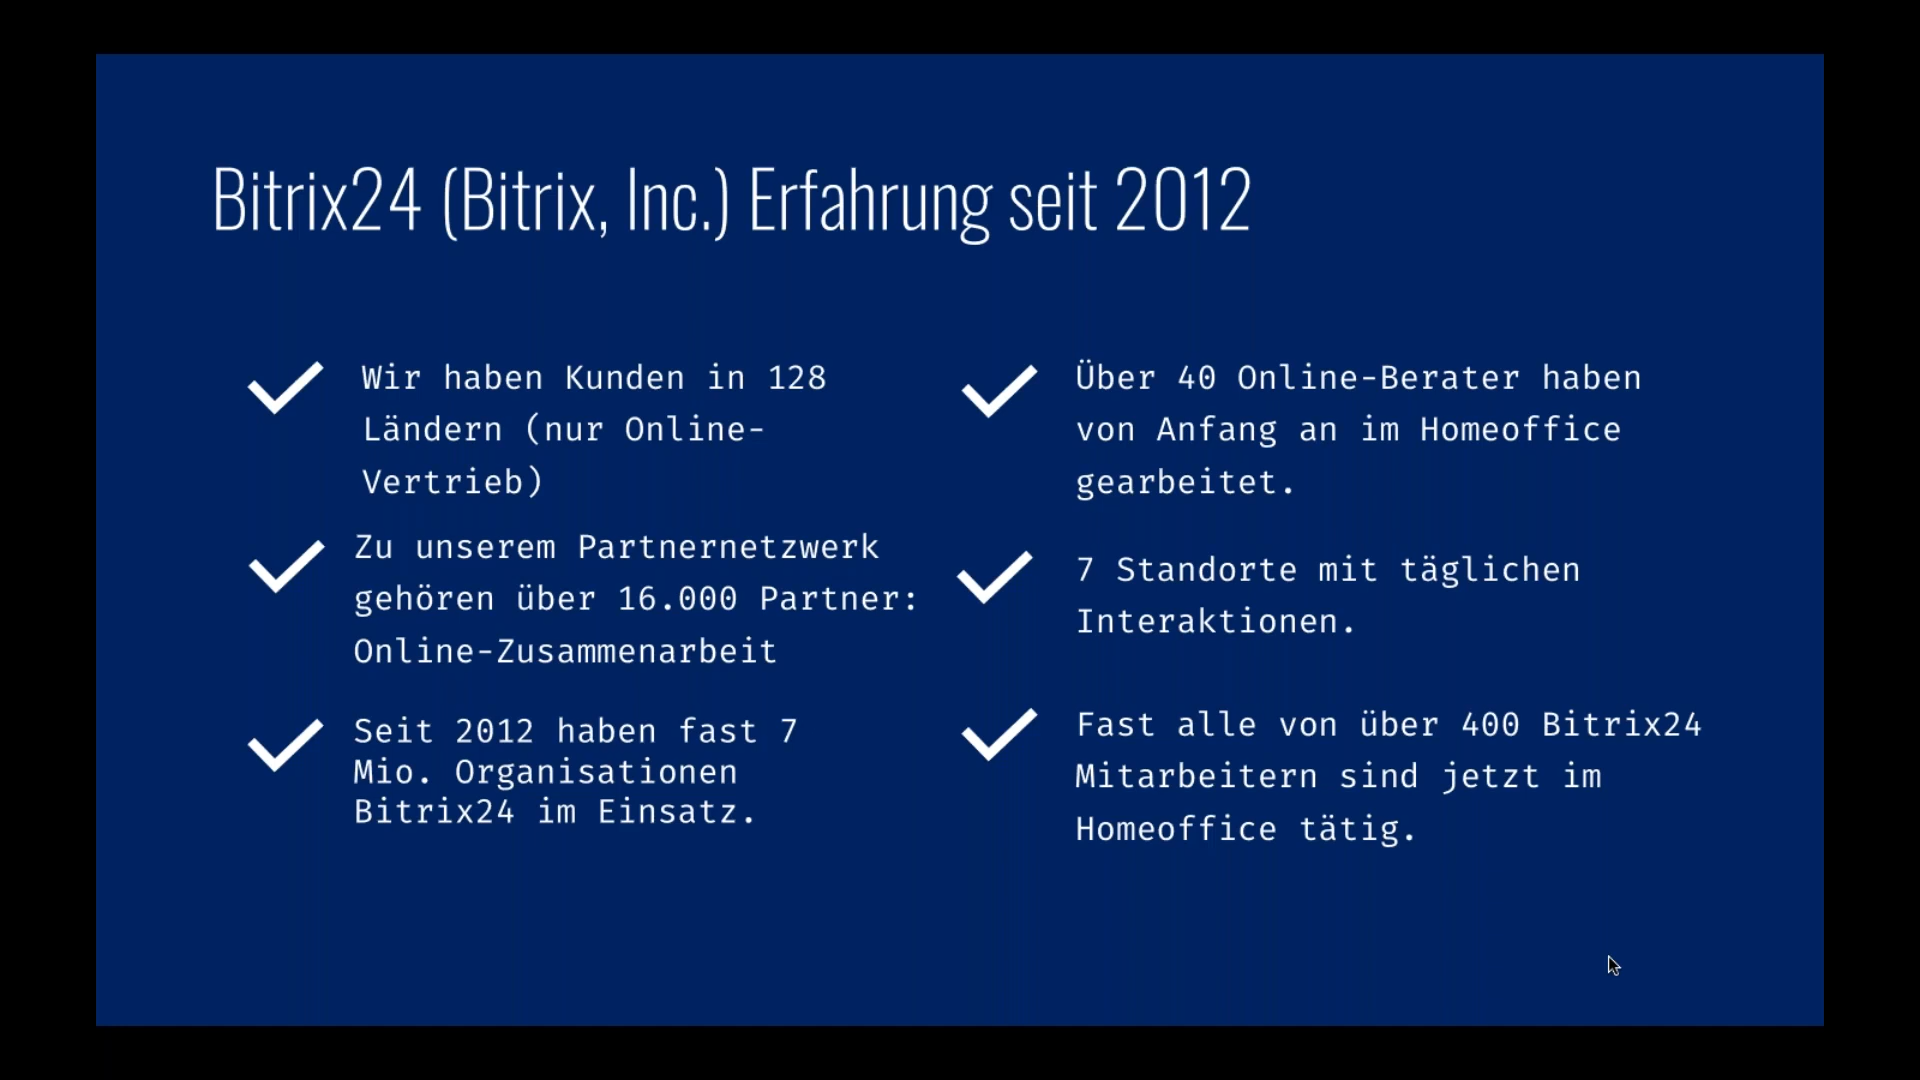 Bitrix24 (Bitrix, Inc.) Erfahrung seit 2012
Wir haben Kunden in 128
Ländern (nur Online-
Vertrieb)
Zu unserem Partnernetzwerk
gehören über 16.000 Partner:
Online-Zusammenarbeit
Seit 2012 haben fast 7
Mio. Organisationen
Bitrix24 im Einsatz.
Über 40 Online-Berater haben
von Anfang an im Homeoffice
gearbeitet.
7 Standorte mit täglichen
Interaktionen.
Fast alle von über 400 Bitrix24
Mitarbeitern sind jetzt im
Homeoffice tätig.